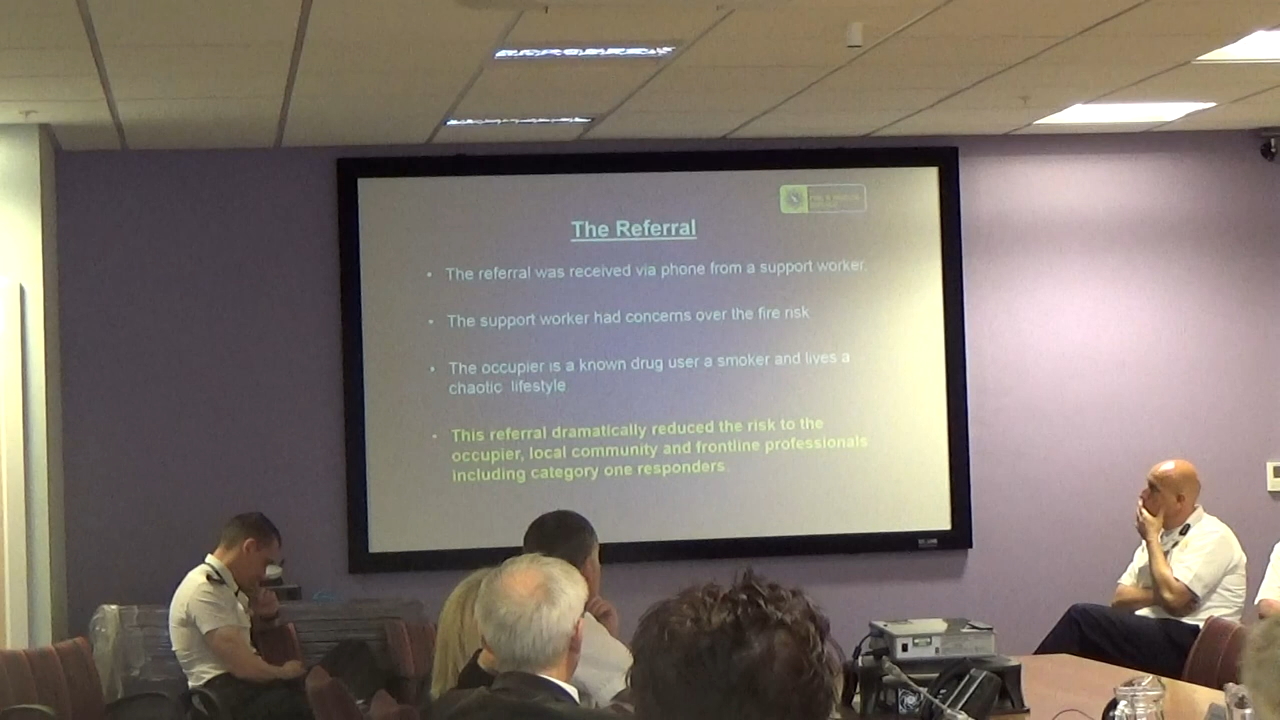 The Referral
• The referral was received via phone from a support worker.
• The support worker had concerns over the fire risk
• The occupier is a known drug user a smoker and lives a
chaotic lifestyle
• This referral dramatically reduced the risk to the
occupier, local community and frontline professionals
including category one responders